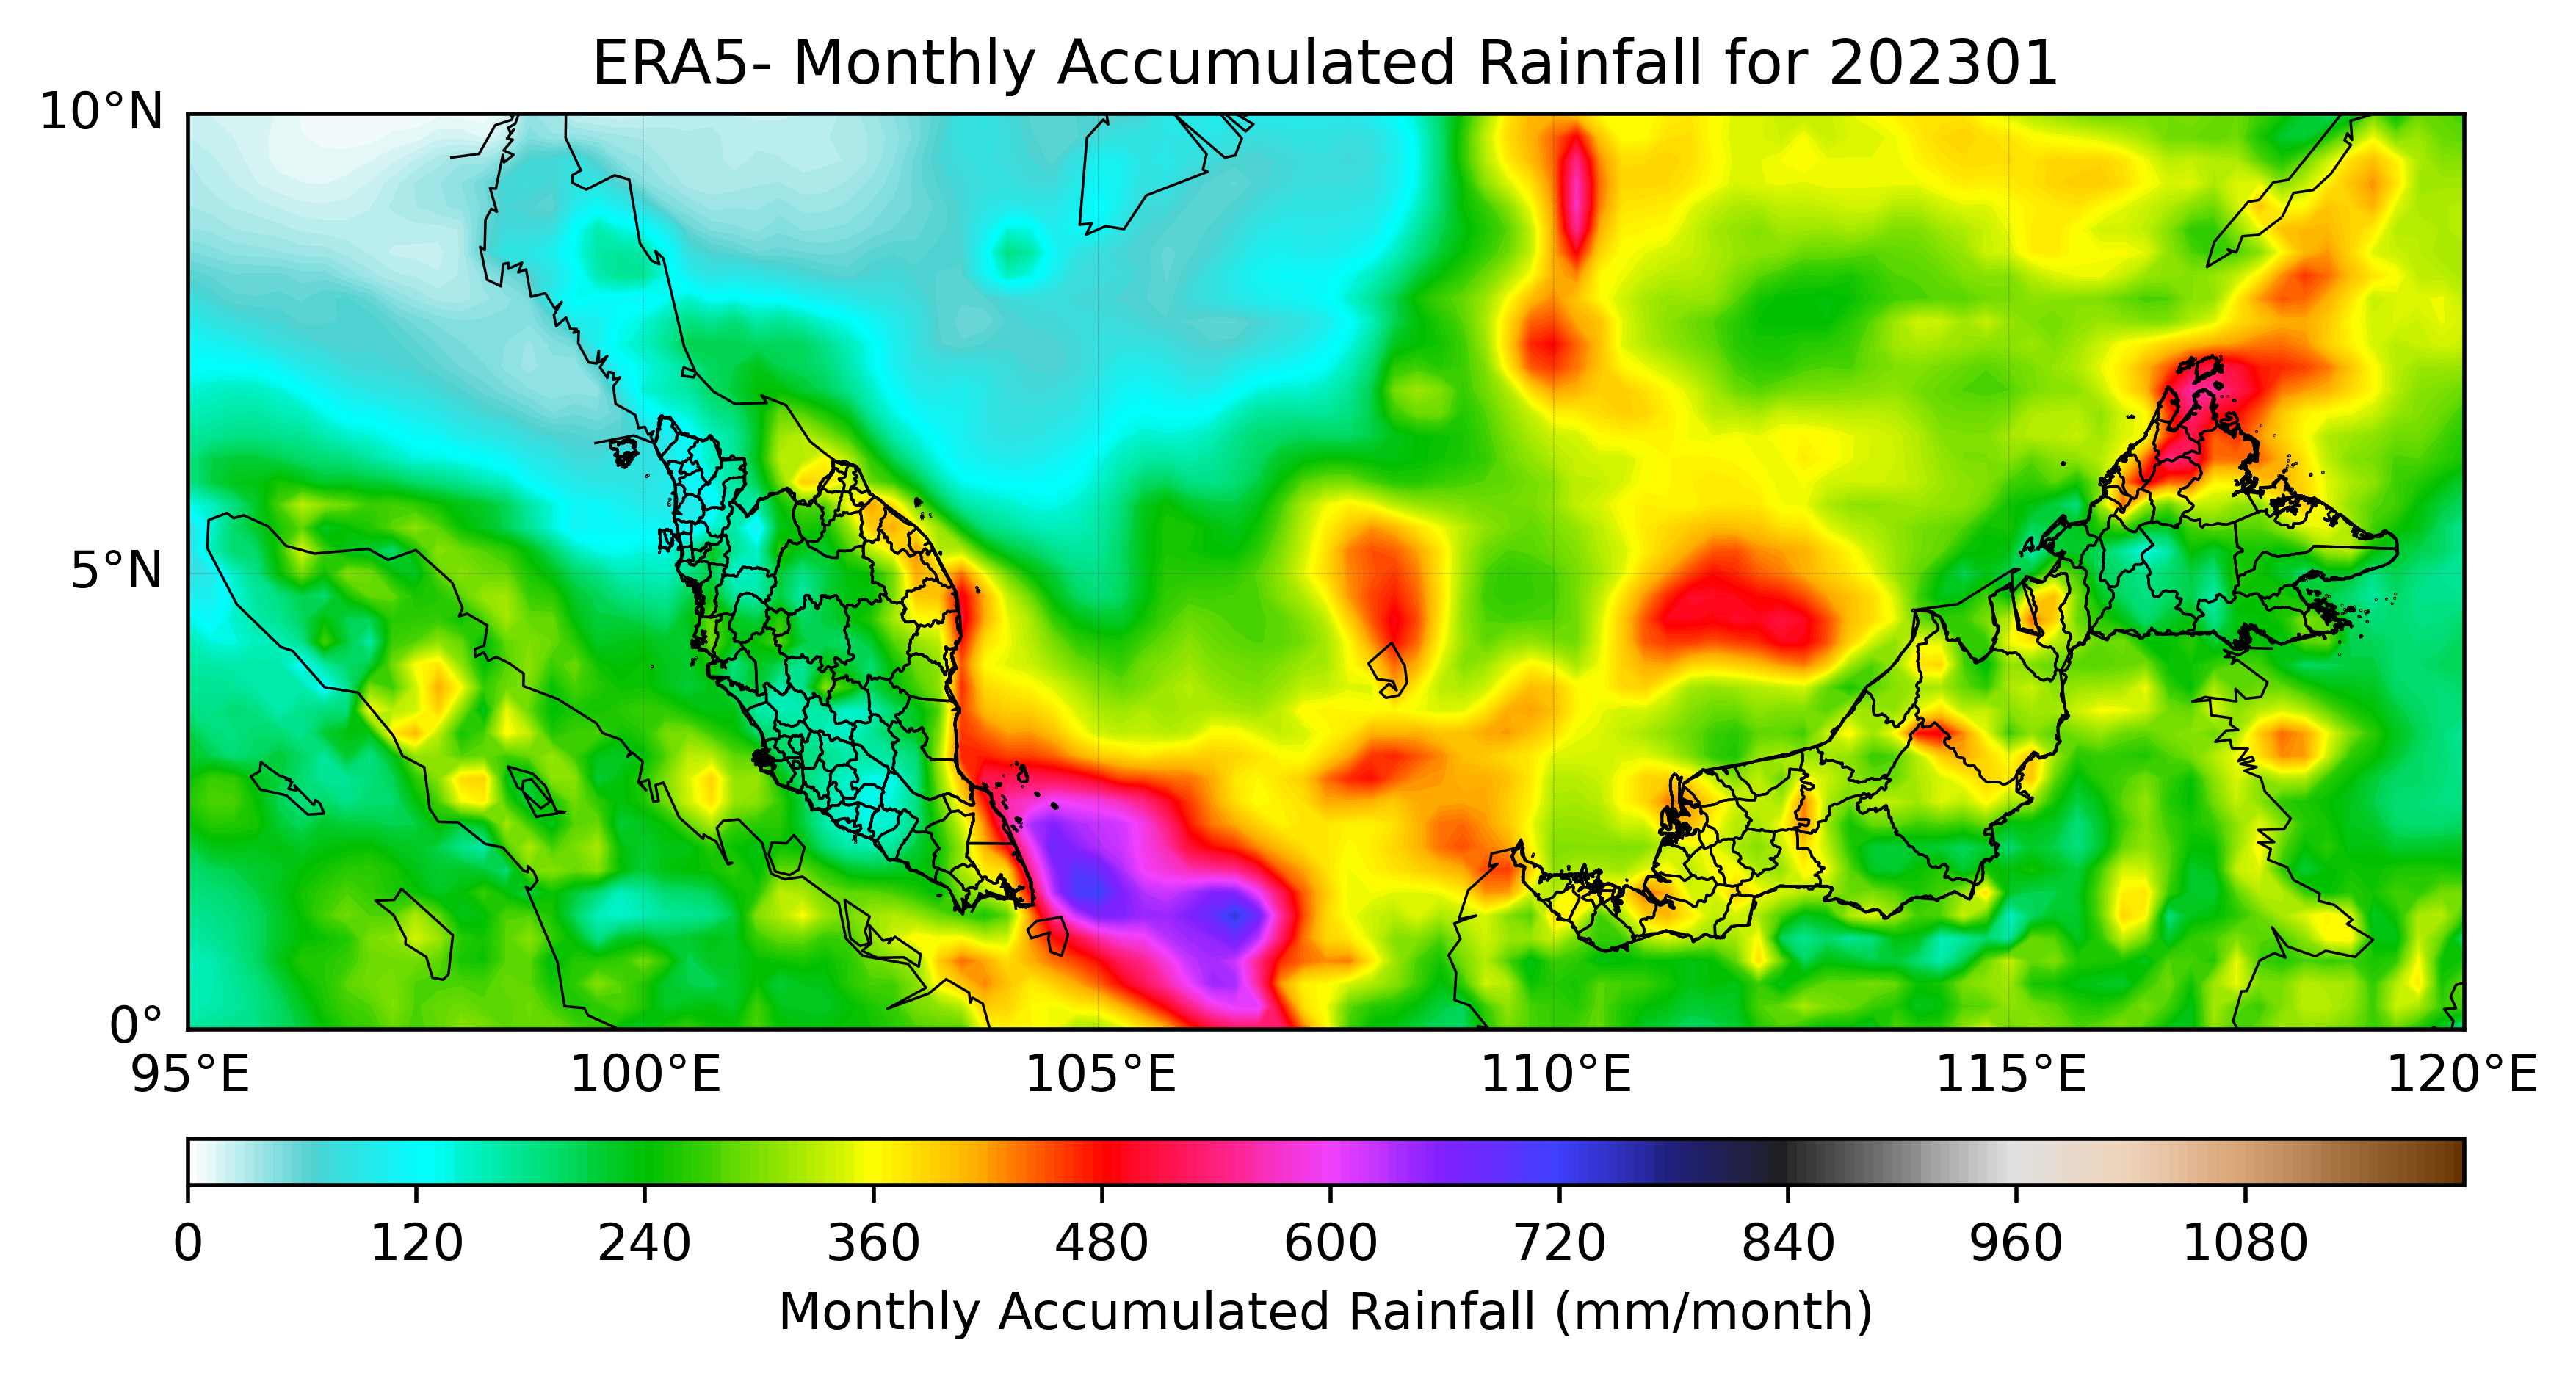 ERA5- Monthly Accumulated Rainfall for 202301
10°N
5°N
0°
95°E 100°E 105°E 110°E 115°E 120°E
0 120 240 360 480 600 720 840 960 1080
Monthly Accumulated Rainfall (mm/month)